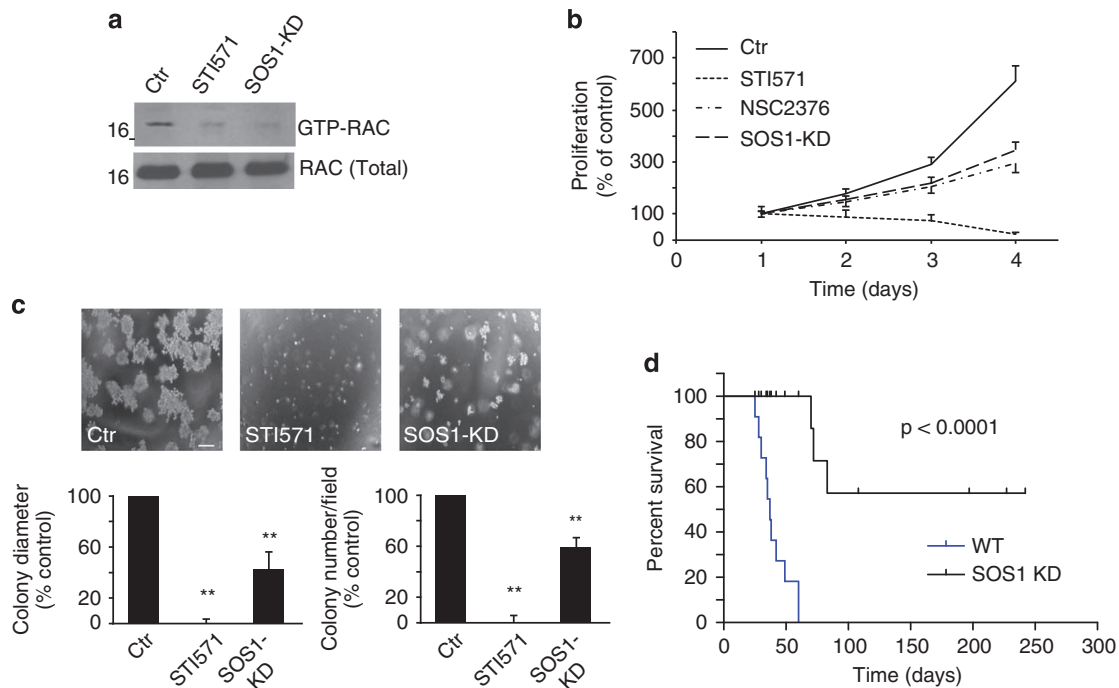 a
Ctr
STI571
SOS1-KD
16
GTP-RAC
16
RAC (Total)
b
Proliferation
(% of control)
700
500
300
100
0
0
1
2
3
4
Time (days)
Ctr
STI571
NSC2376
SOS1-KD
c
Ctr
STI571
SOS1-KD
Colony diameter
(% control)
100
60
20
0
**
**
Ctr
STI571
SOS1-
KD
Colony number/field
(% control)
100
60
20
0
**
**
Ctr
STI571
SOS1-
KD
d
Percent survival
100
80
60
40
20
0
0
50
100
150
200
250
300
Time (days)
p < 0.0001
WT
SOS1 KD